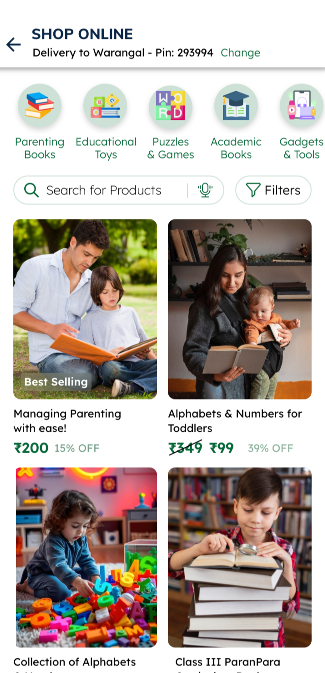 SHOP ONLINE
Delivery to Warangal - Pin: 293994 Change
Parenting Books
Educational Toys
Puzzles & Games
Academic Books
Gadgets & Tools
WO
RD
Search for Products
Filters
Best Selling
Managing Parenting
with ease!
₹200 15% OFF
Alphabets & Numbers for
Toddlers
₹349 ₹99 39% OFF
Collection of Alphabets
Class III ParanPara